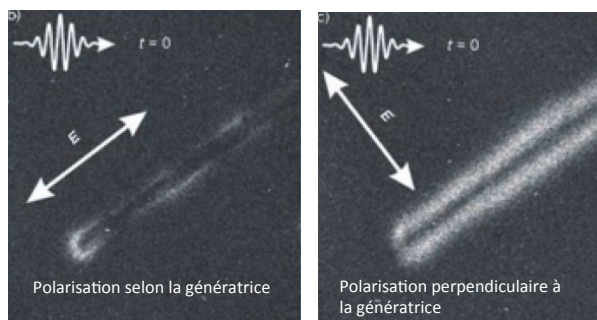 b)
t = 0
E
Polarisation selon la génératrice
c)
t = 0
E
Polarisation perpendiculaire à
la génératrice